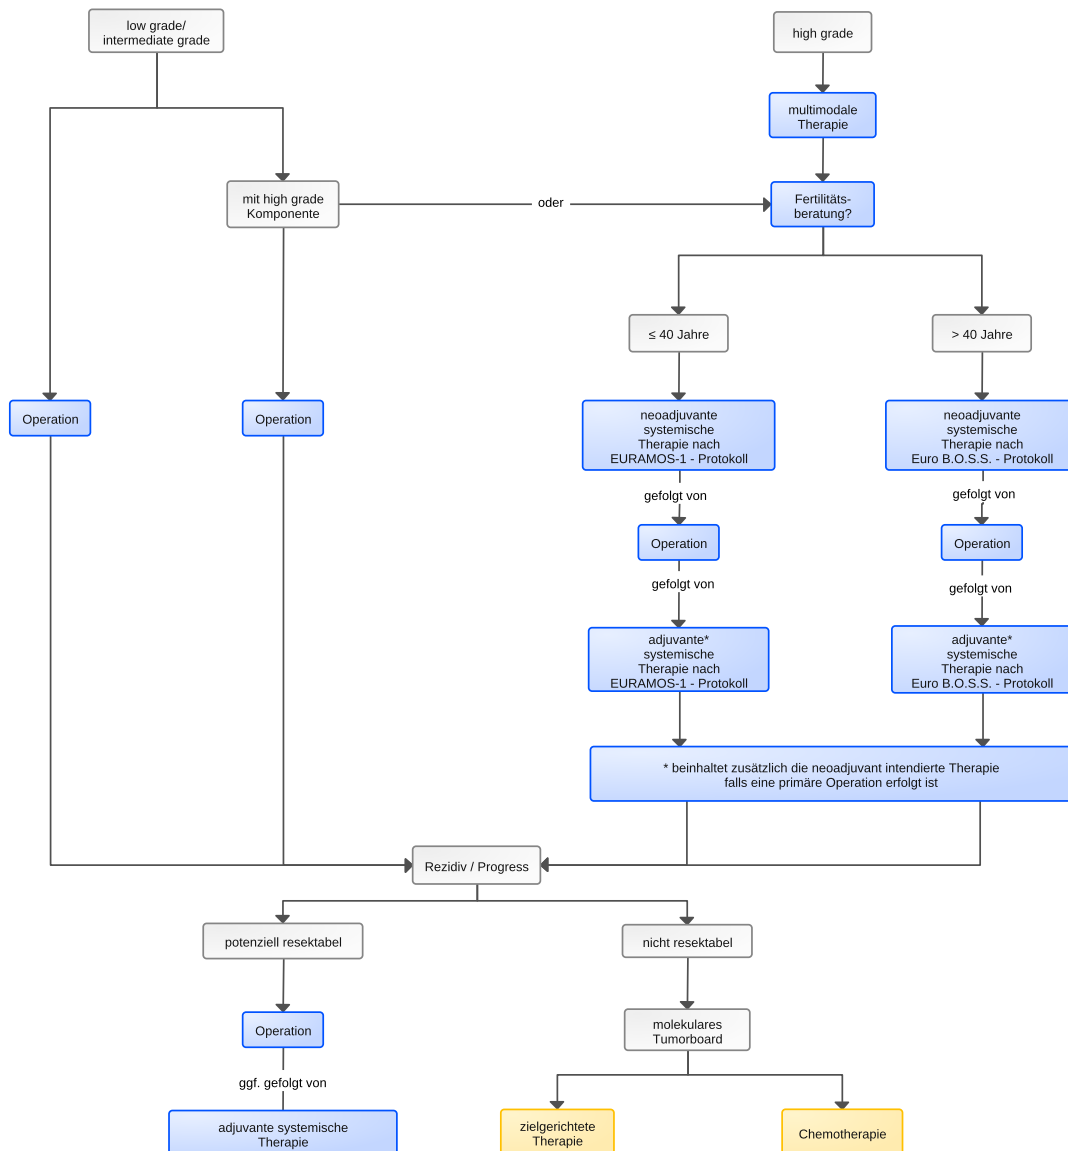 low grade/
intermediate grade
high grade
multimodale
Therapie
mit high grade
Komponente
oder
Fertilitäts-
beratung?
≤ 40 Jahre
> 40 Jahre
Operation
Operation
neoadjuvante
systemische
Therapie nach
EURAMOS-1 - Protokoll
neoadjuvante
systemische
Therapie nach
Euro B.O.S.S. - Protokoll
gefolgt von
gefolgt von
Operation
Operation
gefolgt von
gefolgt von
adjuvante*
systemische
Therapie nach
EURAMOS-1 - Protokoll
adjuvante*
systemische
Therapie nach
Euro B.O.S.S. - Protokoll
* beinhaltet zusätzlich die neoadjuvant intendierte Therapie
falls eine primäre Operation erfolgt ist
Rezidiv / Progress
potenziell resektabel
nicht resektabel
Operation
molekulares
Tumorboard
ggf. gefolgt von
adjuvante systemische
Therapie
zielgerichtete
Therapie
Chemotherapie